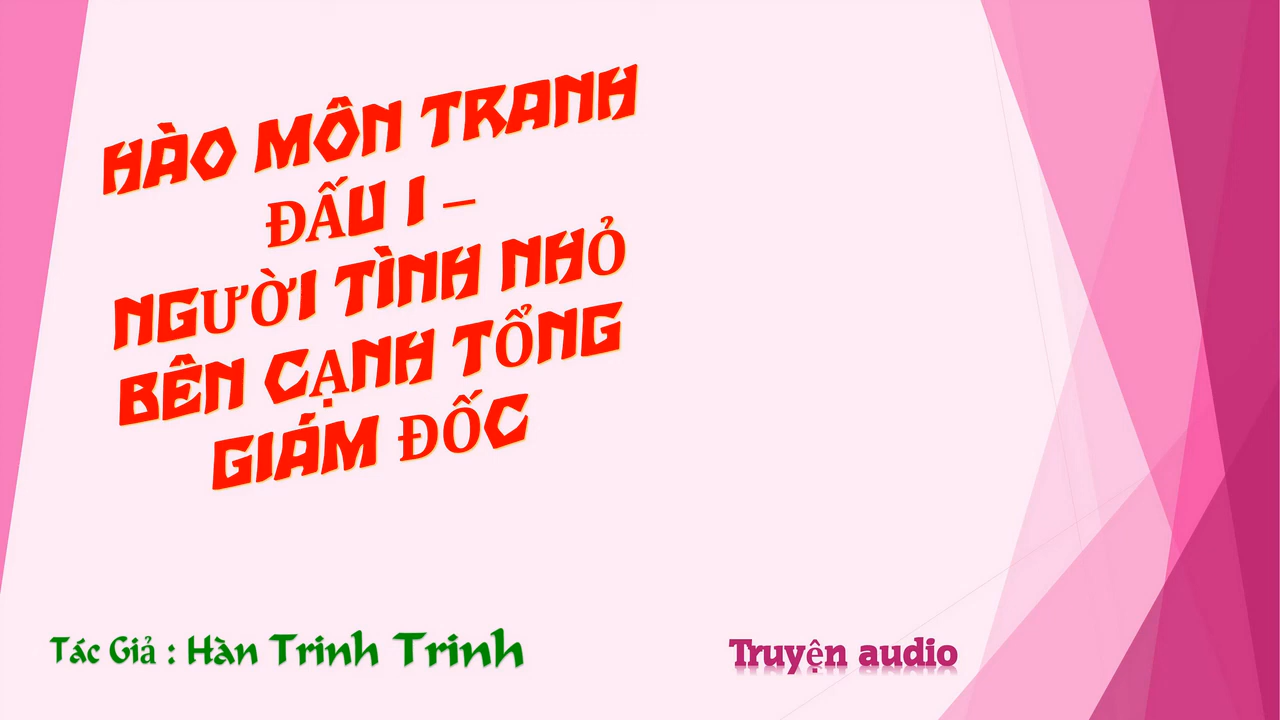 HÀO MÔN TRANH
ĐẤU I –
NGƯỜI TÌNH NHỎ
BÊN CẠNH TỔNG
GIÁM ĐỐC
Tác Giả : Hàn Trinh Trinh
Truyện audio